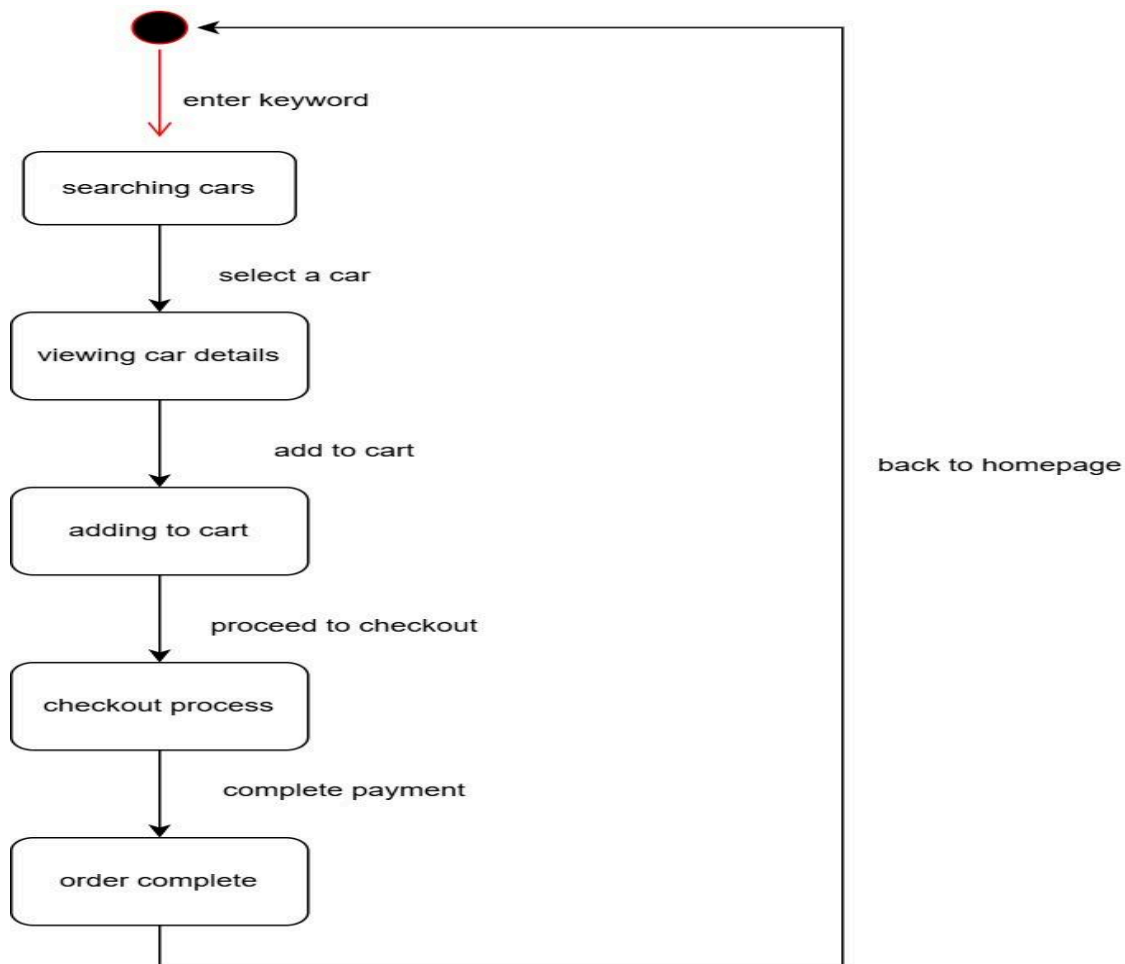 enter keyword
searching cars
select a car
viewing car details
add to cart
back to homepage
adding to cart
proceed to checkout
checkout process
complete payment
order complete